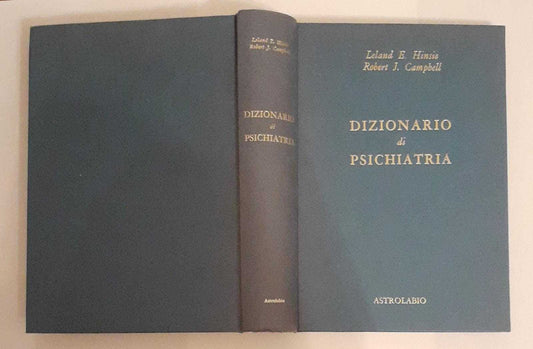 Leland E. Hinsie
Robert J. Campbell
DIZIONARIO
di
PSICHIATRIA
Astrolabio
Leland E. Hinsie
Robert J. Campbell
DIZIONARIO
di
PSICHIATRIA
ASTROLABIO